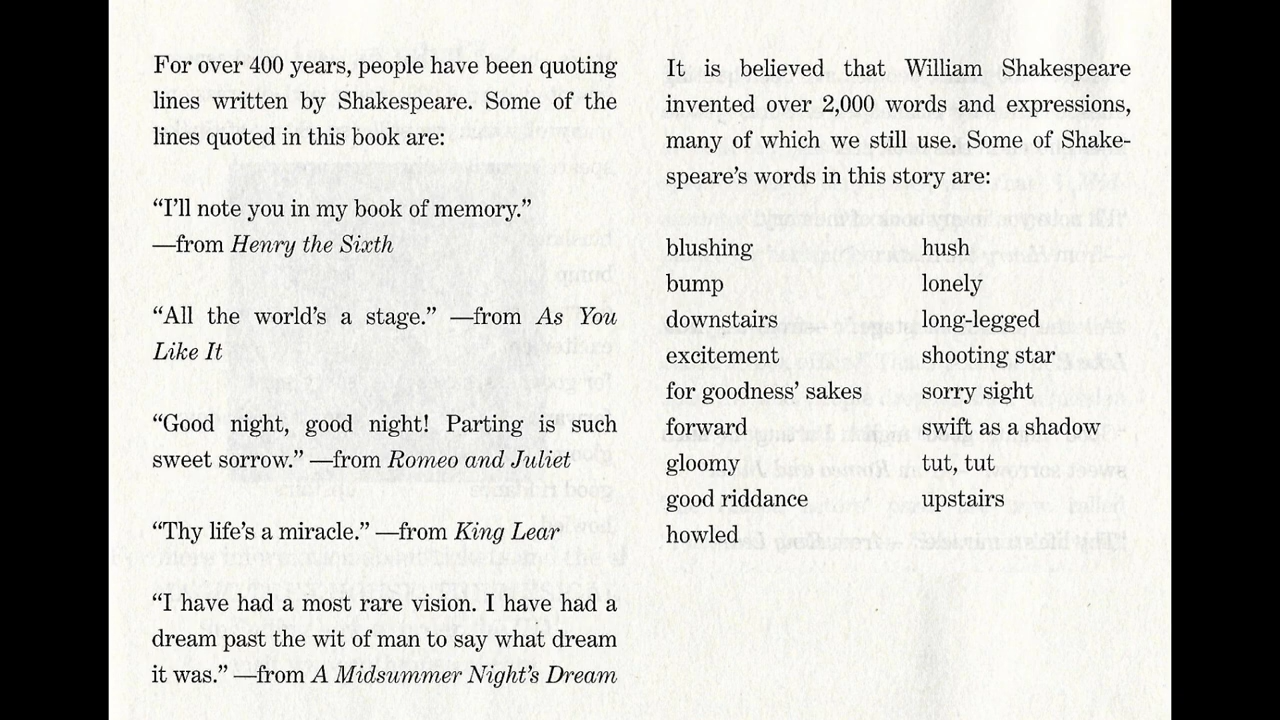 For over 400 years, people have been quoting
lines written by Shakespeare. Some of the
lines quoted in this book are:
“I’ll note you in my book of memory.”
—from Henry the Sixth
“All the world’s a stage.” —from As You
Like It
“Good night, good night! Parting is such
sweet sorrow.” —from Romeo and Juliet
“Thy life’s a miracle.” —from King Lear
“I have had a most rare vision. I have had a
dream past the wit of man to say what dream
it was.” —from A Midsummer Night’s Dream
It is believed that William Shakespeare
invented over 2,000 words and expressions,
many of which we still use. Some of Shake-
speare’s words in this story are:
blushing
bump
downstairs
excitement
for goodness’ sakes
forward
gloomy
good riddance
howled
hush
lonely
long-legged
shooting star
sorry sight
swift as a shadow
tut, tut
upstairs